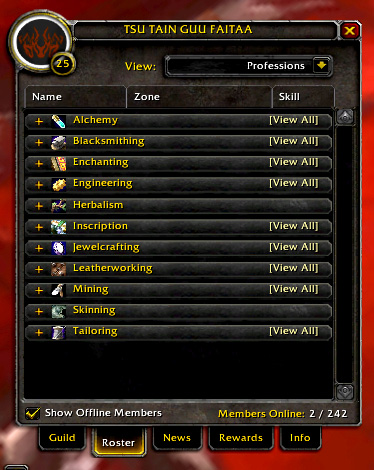 TSU TAIN GUU FAITAA
25
View: Professions
Name Zone Skill
+ Alchemy [View All]
+ Blacksmithing [View All]
+ Enchanting [View All]
+ Engineering [View All]
+ Herbalism
+ Inscription [View All]
+ Jewelcrafting [View All]
+ Leatherworking [View All]
+ Mining [View All]
+ Skinning
+ Tailoring [View All]
Show Offline Members Members Online: 2 / 242
Guild Roster News Rewards Info